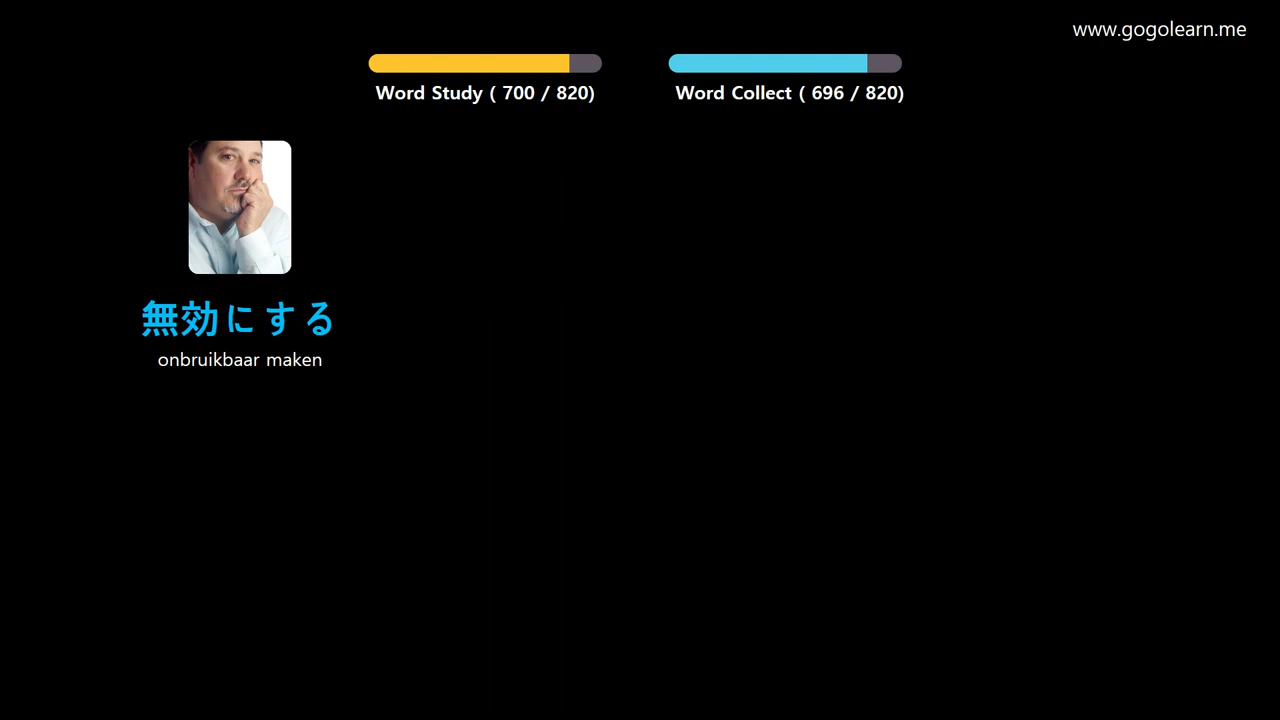 www.gogolearn.me
Word Study ( 700 / 820)
Word Collect ( 696 / 820)
無効にする
onbruikbaar maken